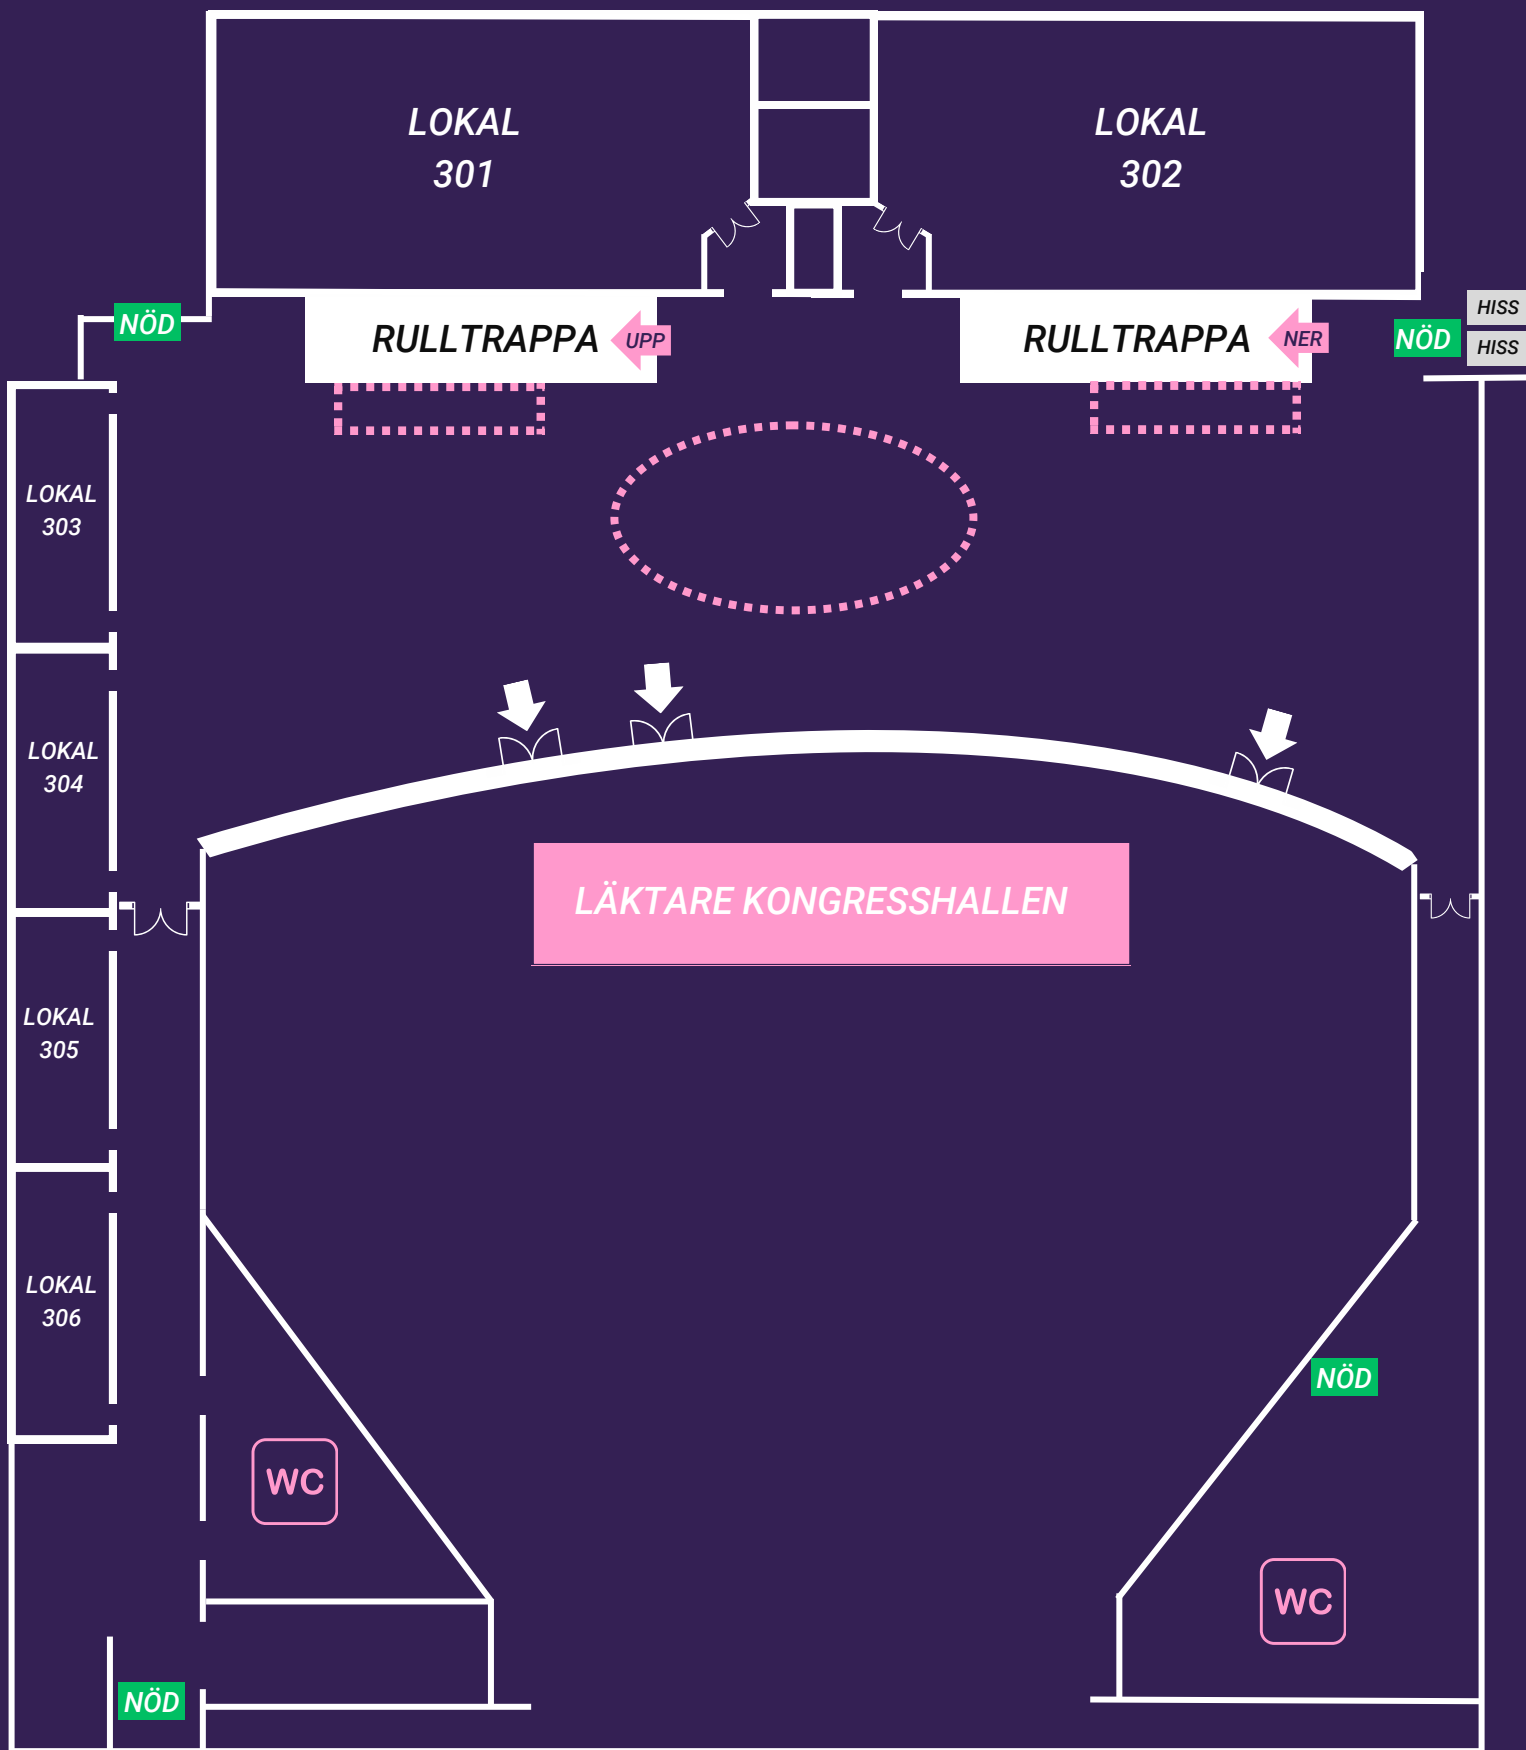 LOKAL
301
LOKAL
302
NÖD
RULLTRAPPA
UPP
RULLTRAPPA
NER
NÖD
HISS
HISS
LOKAL
303
LOKAL
304
LÄKTARE KONGRESSHALLEN
LOKAL
305
LOKAL
306
NÖD
WC
WC
NÖD